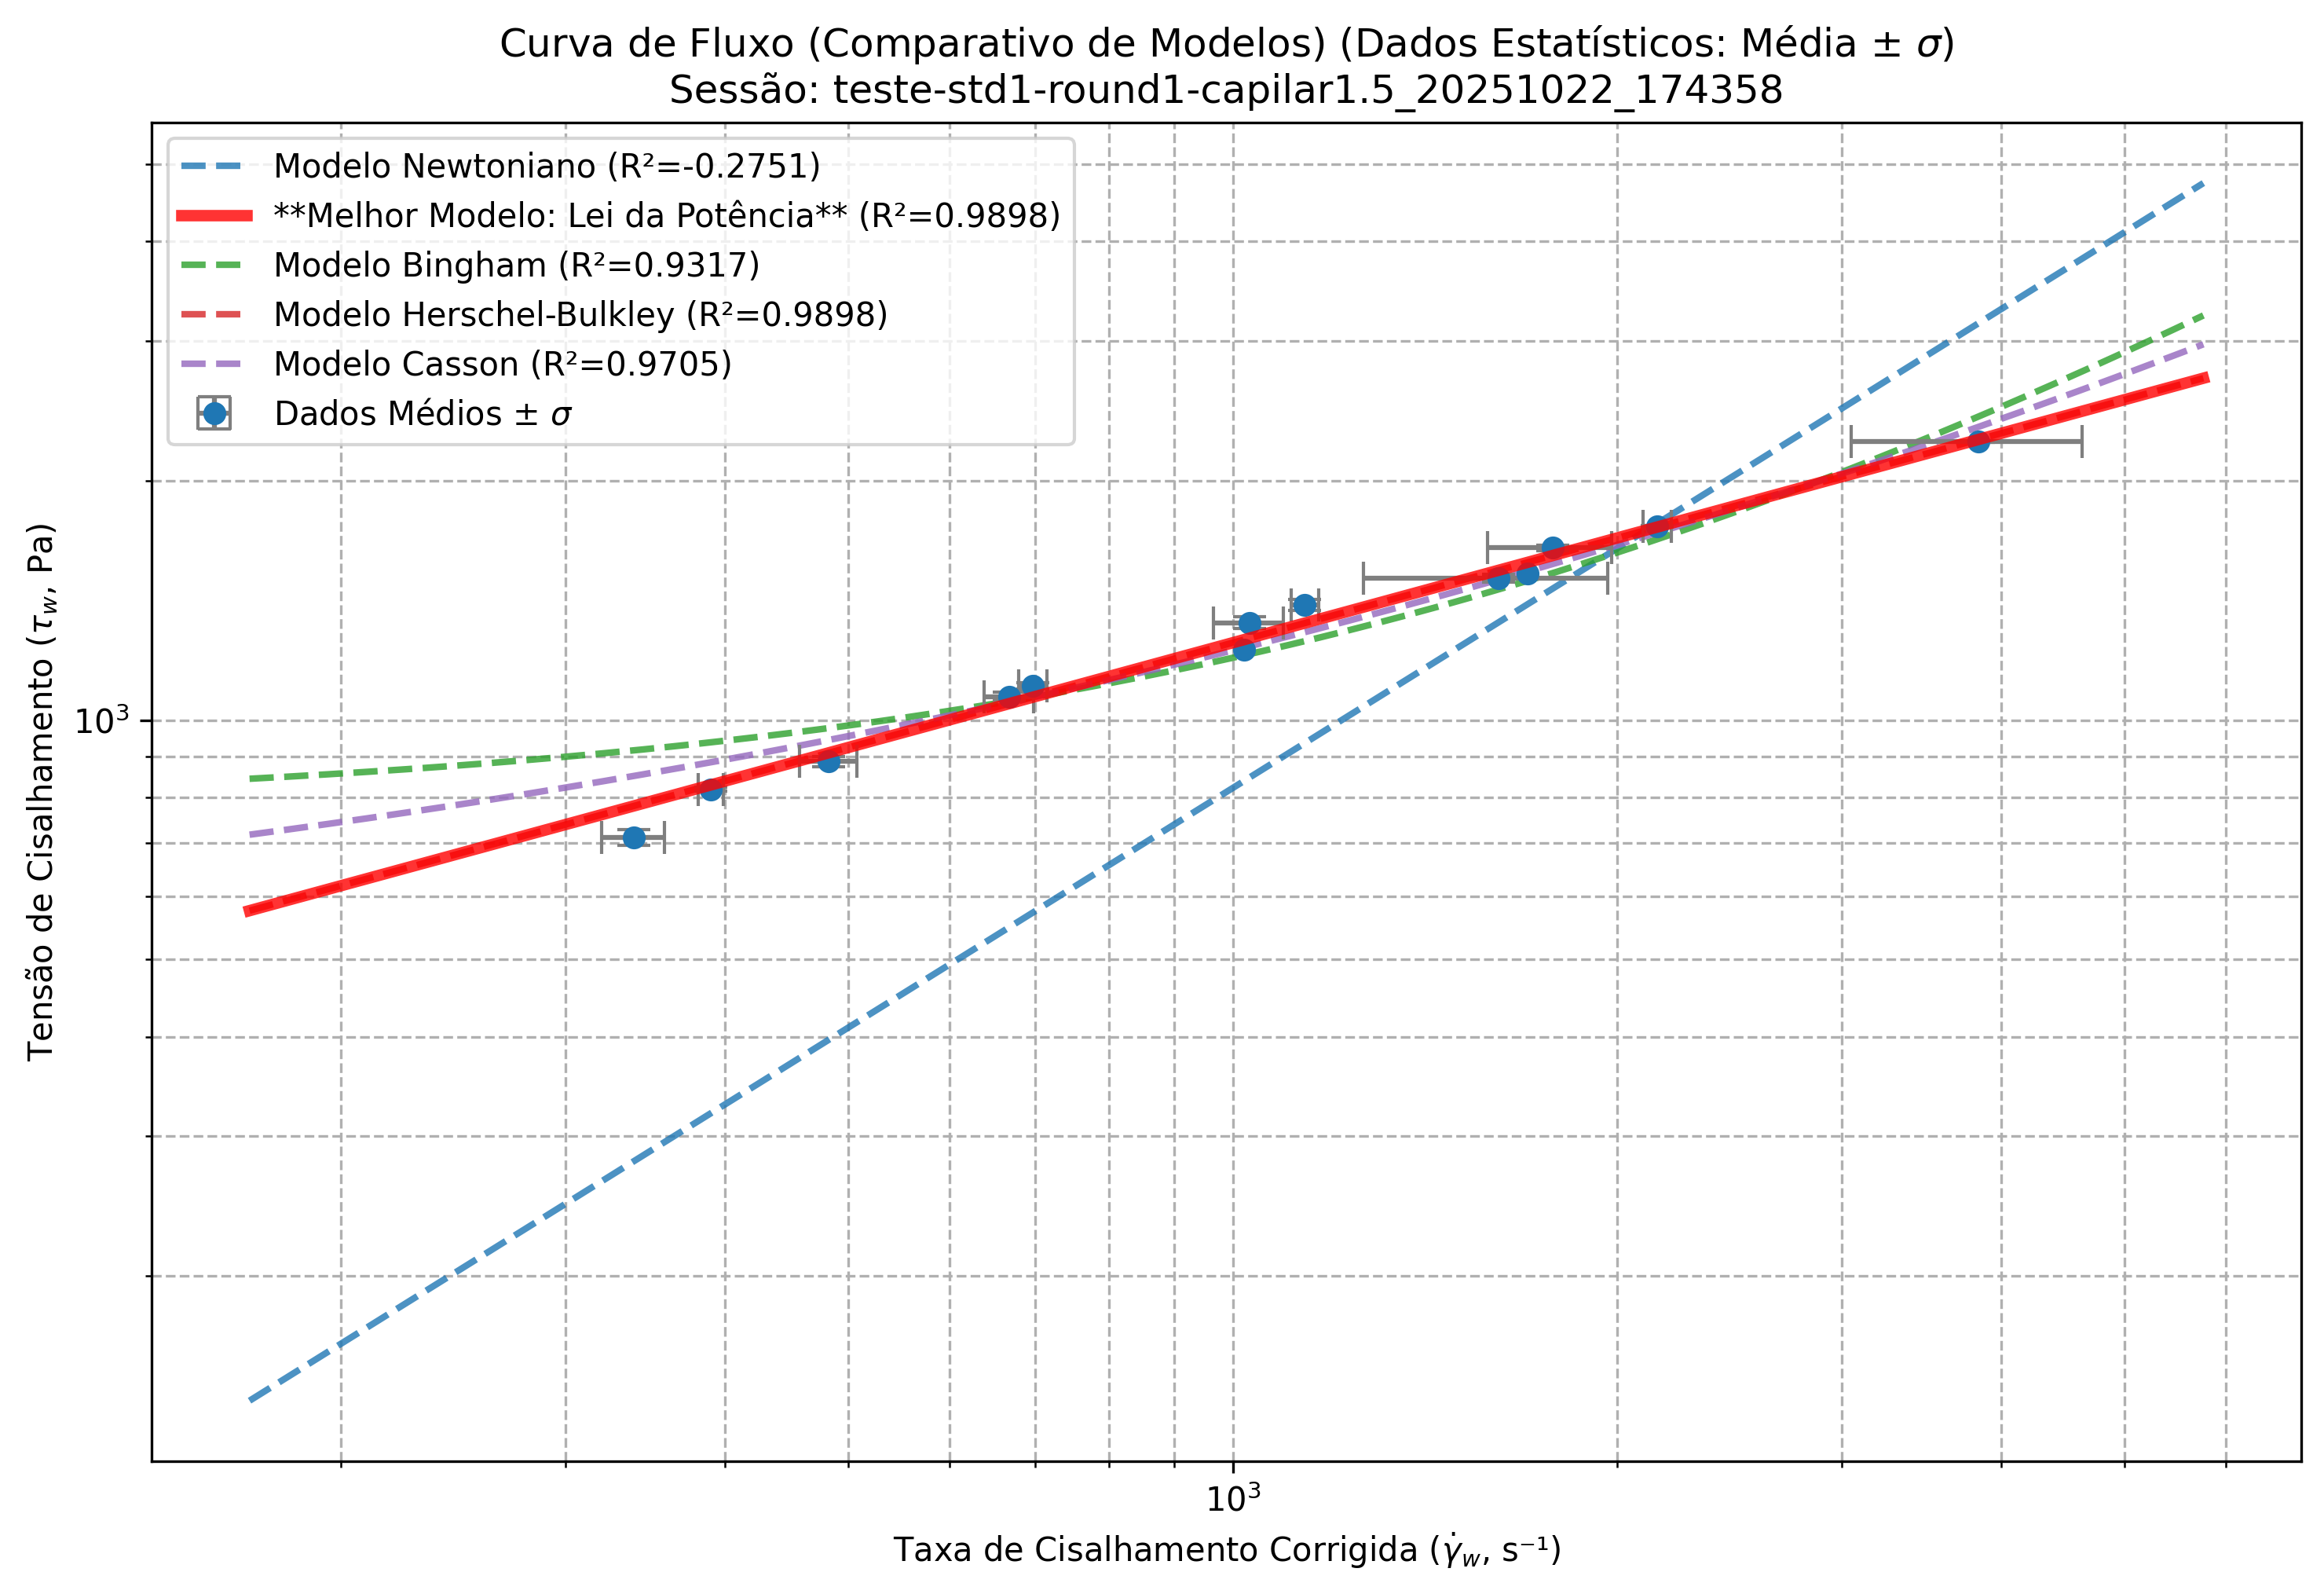 Curva de Fluxo (Comparativo de Modelos) (Dados Estatísticos: Média ± σ)
Sessão: teste-std1-round1-capilar1.5_20251022_174358
Modelo Newtoniano (R²=-0.2751)
**Melhor Modelo: Lei da Potência** (R²=0.9898)
Modelo Bingham (R²=0.9317)
Modelo Herschel-Bulkley (R²=0.9898)
Modelo Casson (R²=0.9705)
Dados Médios ± σ
Tensão de Cisalhamento (τ_w, Pa)
10³
10³
Taxa de Cisalhamento Corrigida (γ̇_w, s⁻¹)